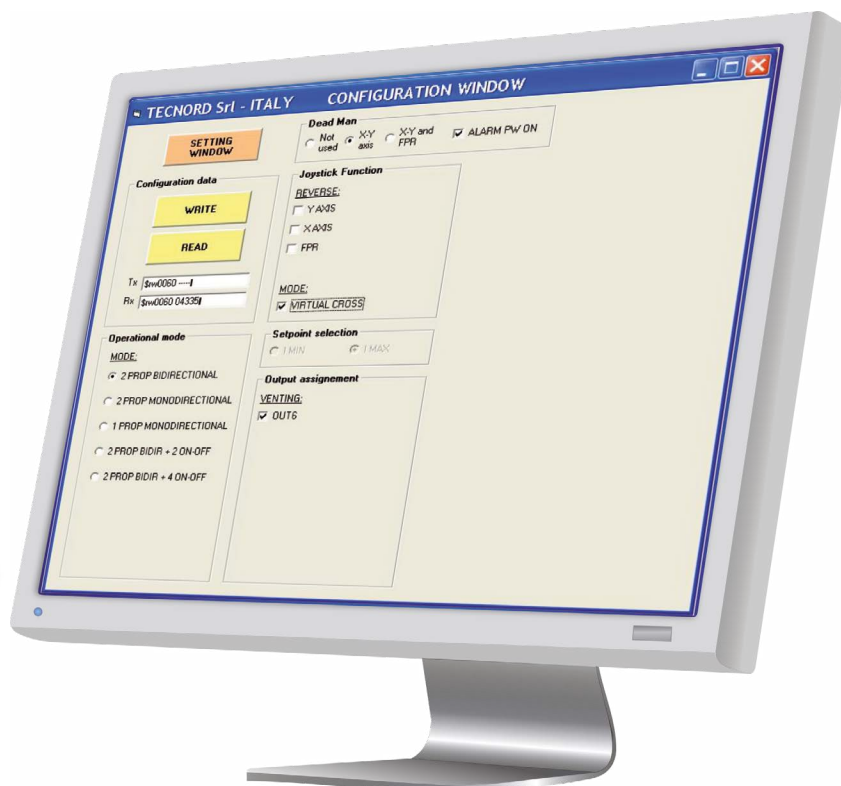 TECNORD Srl - ITALY CONFIGURATION WINDOW
SETTING
WINDOW
Configuration data
WRITE
READ
Tx $rw0060 -----
Rx $rw0060 04335
Operational mode
MODE:
2 PROP BIDIRECTIONAL
2 PROP MONODIRECTIONAL
1 PROP MONODIRECTIONAL
2 PROP BIDIR + 2 ON-OFF
2 PROP BIDIR + 4 ON-OFF
Dead Man
Not used
X-Y axis
X-Y and FPR
ALARM PW ON
Joystick Function
REVERSE:
Y AXIS
X AXIS
FPR
MODE:
VIRTUAL CROSS
Setpoint selection
I MIN I MAX
Output assignement
VENTING:
OUT6